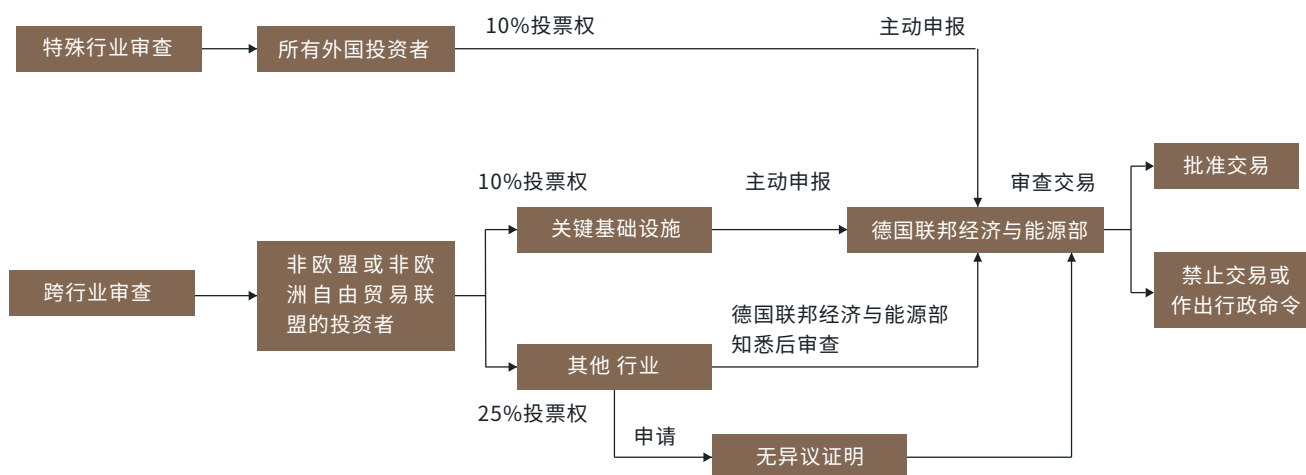 10%投票权
主动申报
特殊行业审查
所有外国投资者
10%投票权
主动申报
审查交易
批准交易
关键基础设施
德国联邦经济与能源部
跨行业审查
非欧盟或非欧
洲自由贸易联
盟的投资者
禁止交易或
作出行政命令
德国联邦经济与能源部
知悉后审查
其他 行业
25%投票权
申请
无异议证明